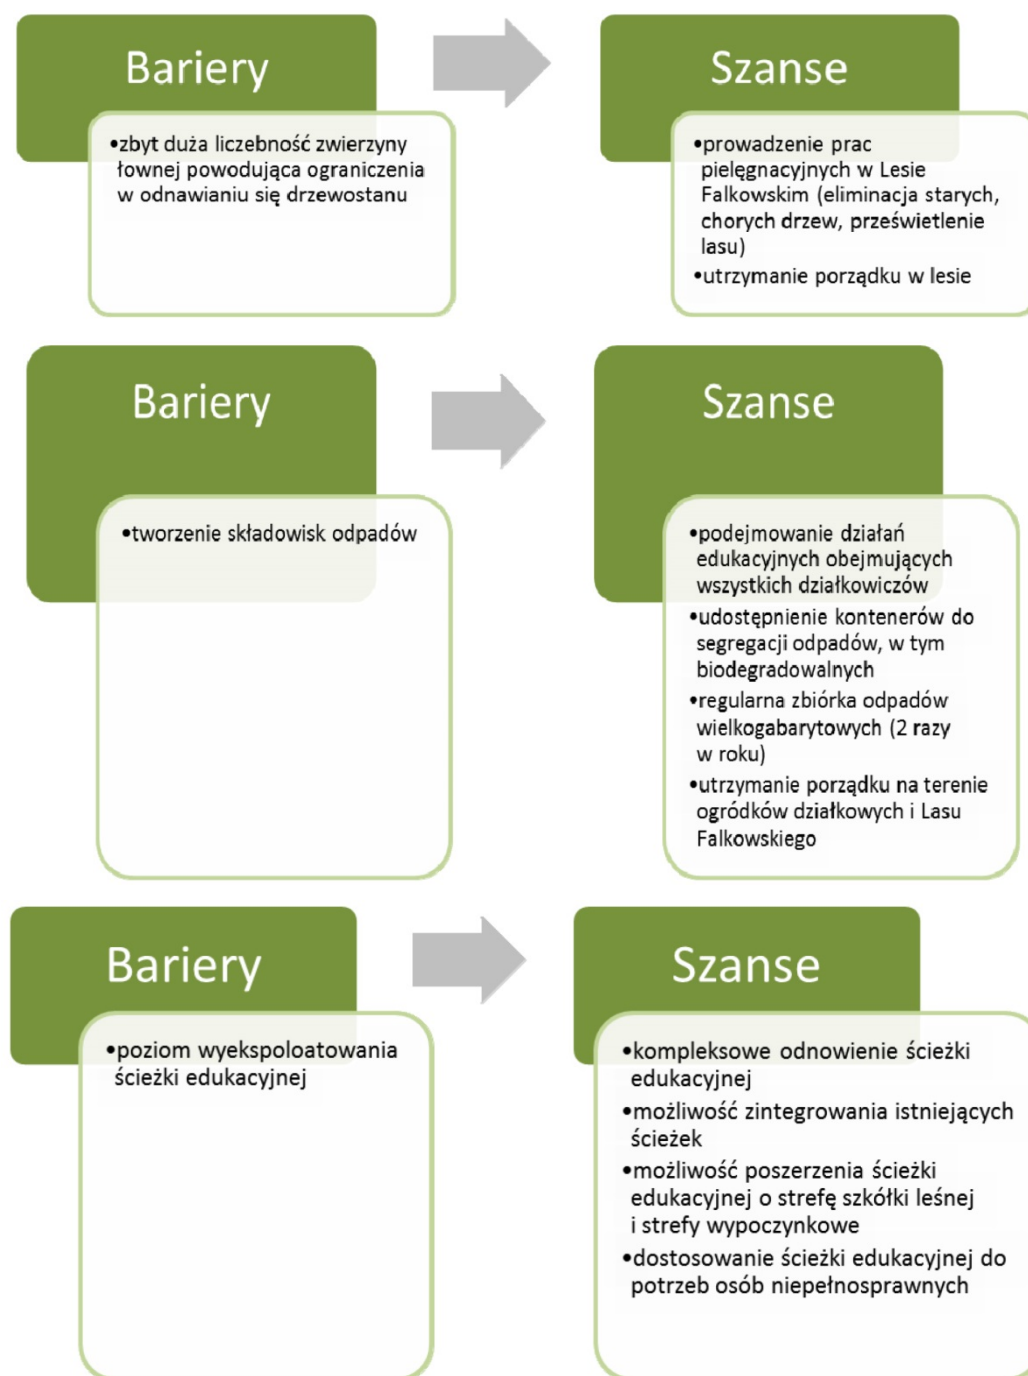 Bariery
•zbyt duża liczebność zwierzyny
łownej powodująca ograniczenia
w odnawianiu się drzewostanu
Szanse
•prowadzenie prac
pielęgnacyjnych w Lesie
Falkowskim (eliminacja starych,
chorych drzew, prześwietlenie
lasu)
•utrzymanie porządku w lesie
Bariery
•tworzenie składowisk odpadów
Szanse
•podejmowanie działań
edukacyjnych obejmujących
wszystkich działkowiczów
•udostępnienie kontenerów do
segregacji odpadów, w tym
biodegradowalnych
•regularna zbiórka odpadów
wielkogabarytowych (2 razy
w roku)
•utrzymanie porządku na terenie
ogródków działkowych i Lasu
Falkowskiego
Bariery
•poziom wyekspoloatowania
ścieżki edukacyjnej
Szanse
•kompleksowe odnowienie ścieżki
edukacyjnej
•możliwość zintegrowania istniejących
ścieżek
•możliwość poszerzenia ścieżki
edukacyjnej o strefę szkółki leśnej
i strefy wypoczynkowe
•dostosowanie ścieżki edukacyjnej do
potrzeb osób niepełnosprawnych